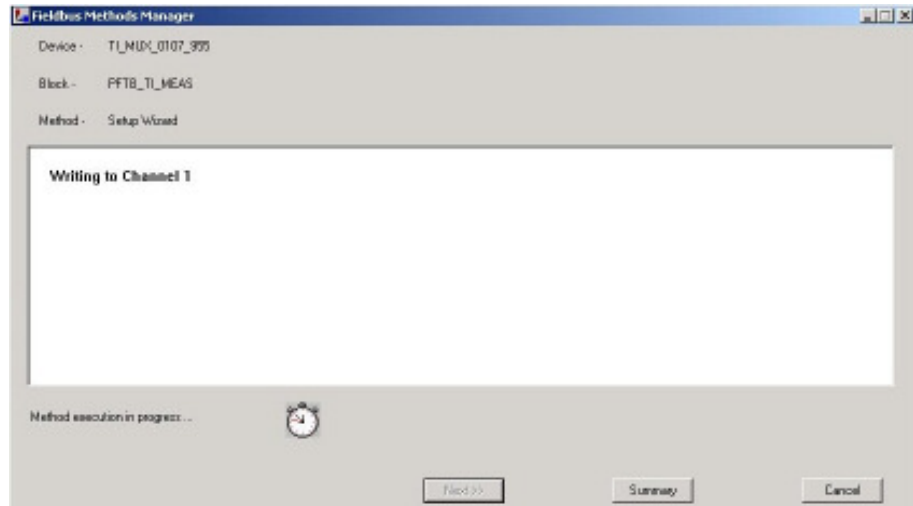 Fieldbus Methods Manager
Device - TI_MUX_0107_955
Block - PFT8_TI_MEAS
Method - Setup Wizard
Writing to Channel 1
Method execution in progress...
Next >>
Summary
Cancel